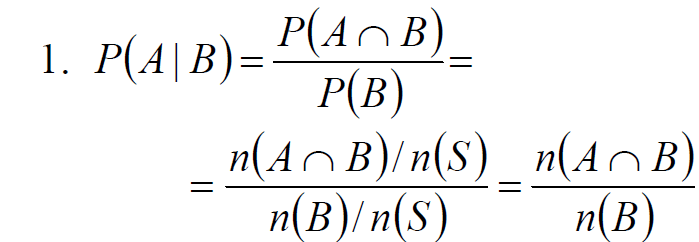 1. P(A | B) = P(A ∩ B) / P(B) =
= n(A ∩ B)/n(S) / n(B)/n(S) = n(A ∩ B) / n(B)